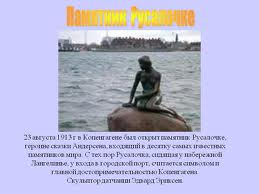 Памятник Русалочке
23 августа 1913 г в Копенгагене был открыт памятник Русалочке,
героине сказки Андерсена, входящий в десятку самых известных
памятников мира. С тех пор Русалочка, сидящая у набережной
Лангелинье, у входа в городской порт, считается символом и
главной достопримечательностью Копенгагена.
Скульптор датчанин Эдвард Эриксен.